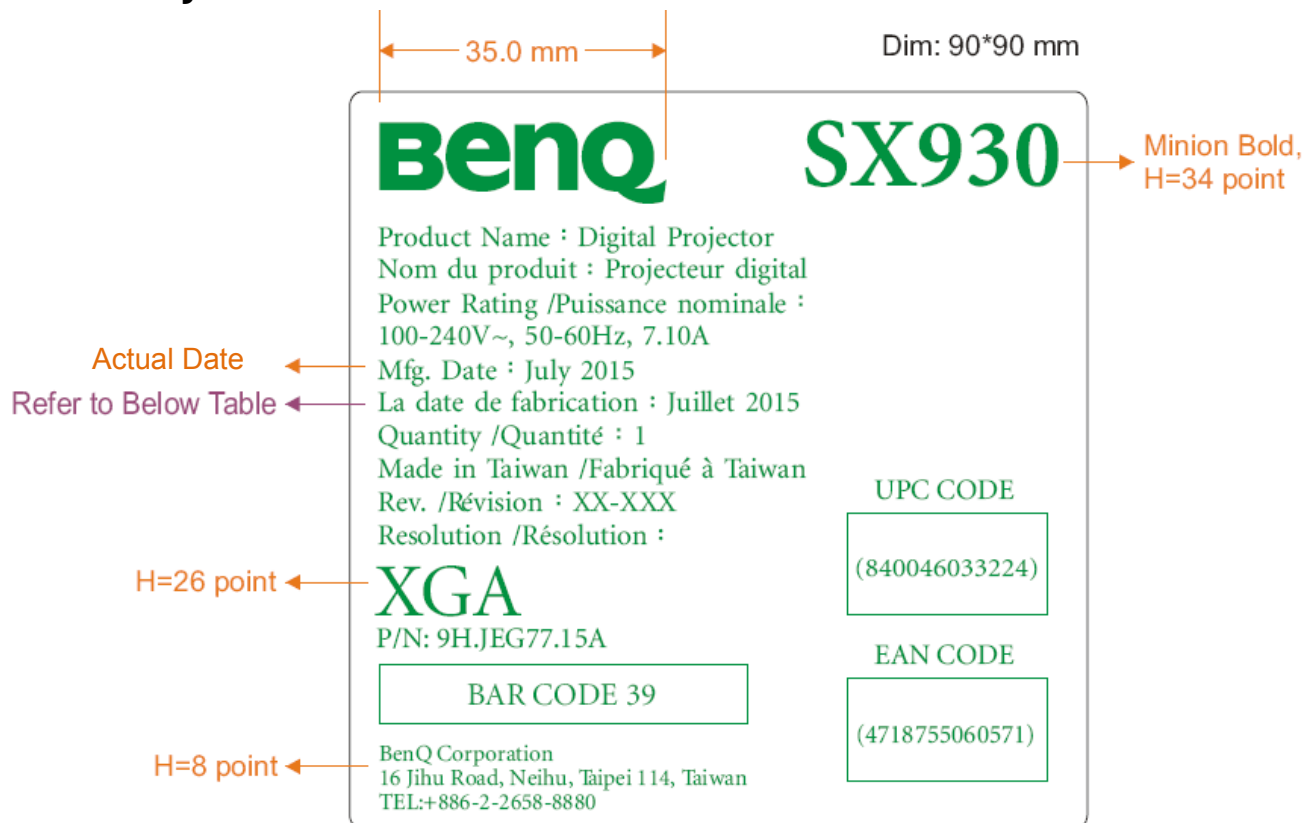 35.0 mm
Dim: 90*90 mm
BenQ
SX930
Minion Bold,
H=34 point
Product Name : Digital Projector
Nom du produit : Projecteur digital
Power Rating /Puissance nominale :
100-240V~, 50-60Hz, 7.10A
Actual Date
Mfg. Date : July 2015
Refer to Below Table
La date de fabrication : Juillet 2015
Quantity /Quantité : 1
Made in Taiwan /Fabriqué à Taiwan
Rev. /Révision : XX-XXX
Resolution /Résolution :
H=26 point
XGA
P/N: 9H.JEG77.15A
BAR CODE 39
UPC CODE
(840046033224)
EAN CODE
(4718755060571)
H=8 point
BenQ Corporation
16 Jihu Road, Neihu, Taipei 114, Taiwan
TEL:+886-2-2658-8880